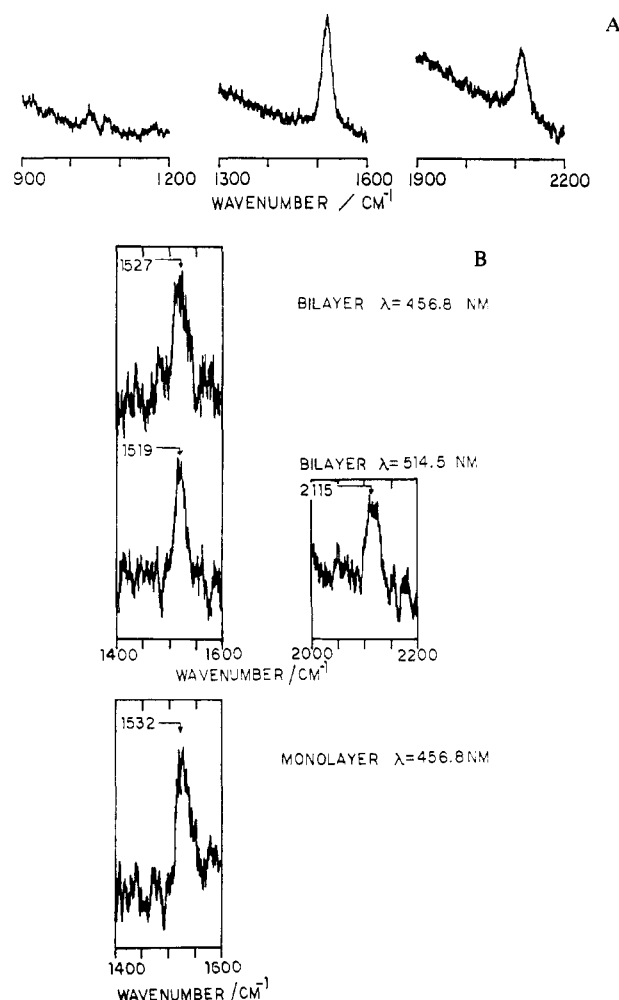 A
900 1200 1300 1600 1900 2200
WAVENUMBER / CM⁻¹
B
1527
BILAYER λ=456.8 NM
1519
BILAYER λ=514.5 NM
2115
1400 1600 2000 2200
WAVENUMBER /CM⁻¹
1532
MONOLAYER λ=456.8 NM
1400 1600
WAVENUMBER /CM⁻¹